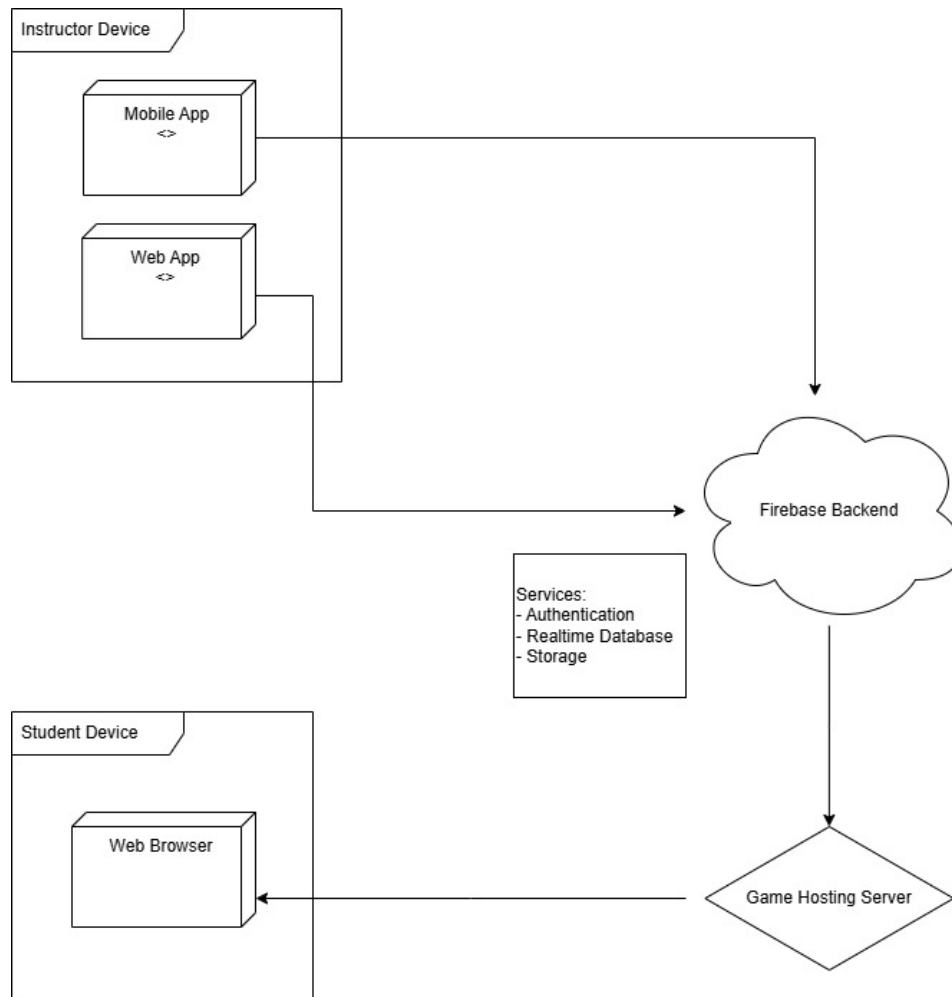 Instructor Device
Mobile App
<>
Web App
<>
Firebase Backend
Services:
- Authentication
- Realtime Database
- Storage
Student Device
Web Browser
Game Hosting Server